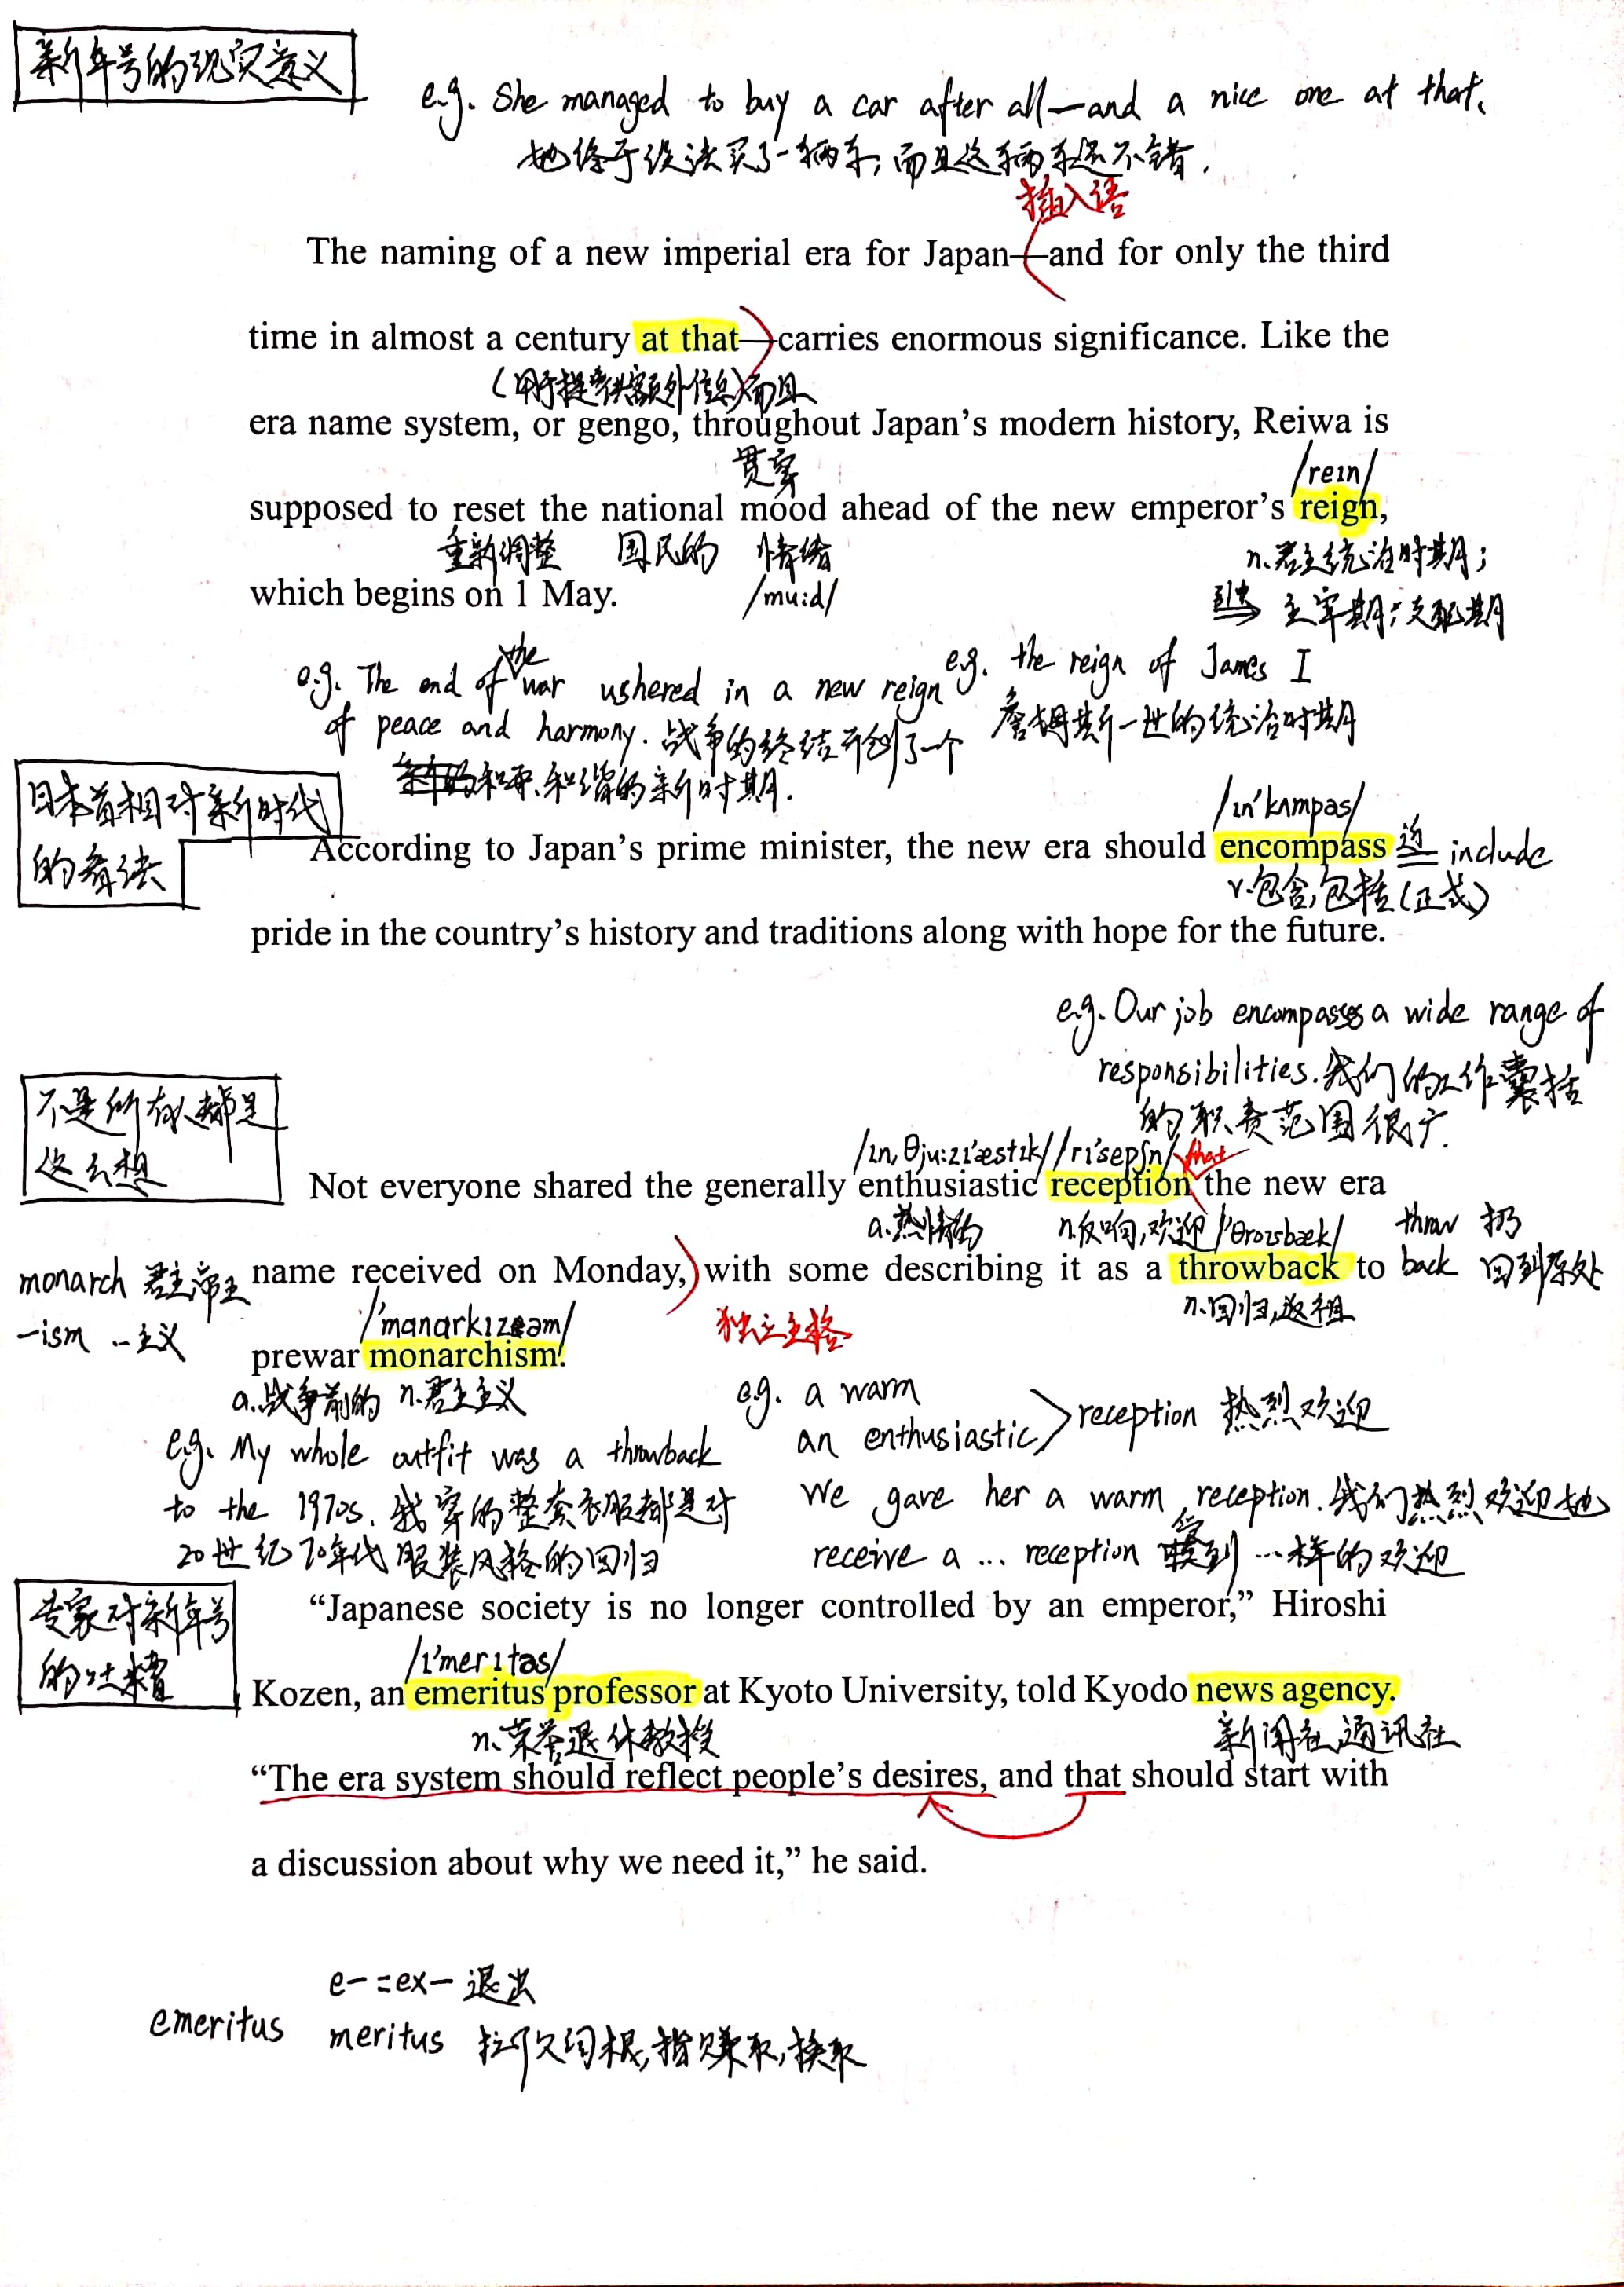 新年号的现实意义
e.g. She managed to buy a car after all—and a nice one at that.
她终于设法买了一辆车,而且这辆车还不错.
插入语
The naming of a new imperial era for Japan—and for only the third
time in almost a century at that—carries enormous significance. Like the
(用于提供额外信息)而且
era name system, or gengo, throughout Japan's modern history, Reiwa is
贯穿
/reɪn/
supposed to reset the national mood ahead of the new emperor's reign,
重新调整 国民的 情绪
n.君主统治时期;
which begins on 1 May.
/mu:d/
引申 主宰期;支配期
e.g. The end of the war ushered in a new reign
of peace and harmony. 战争的终结开创了一个
和平、和谐的新时期.
e.g. the reign of James I
詹姆斯一世的统治时期
日本首相对新时代
的看法
/ɪn'kʌmpəs/
According to Japan's prime minister, the new era should encompass
近 include
v.包含,包括(正式)
pride in the country's history and traditions along with hope for the future.
e.g. Our job encompasses a wide range of
responsibilities. 我们的工作囊括
的职责范围很广.
不是所有人都是
这么想
/ɪn,θju:zɪ'æstɪk/ /rɪ'sepʃn/ that
Not everyone shared the generally enthusiastic reception the new era
a.热情的 n.反响,欢迎 /'θroʊbæk/
throw 扔
name received on Monday, with some describing it as a throwback to
back 回到原处
n.回归,返祖
monarch 君主帝王
-ism ..主义
/'manərkɪzəm/
独立主格
prewar monarchism.
a.战争前的 n.君主主义
e.g. a warm
an enthusiastic reception 热烈欢迎
e.g. My whole outfit was a throwback
to the 1970s. 我穿的整套衣服都是对
20世纪70年代服装风格的回归
We gave her a warm reception. 我们热烈欢迎她
receive a ... reception 受到…样的欢迎
专家对新年号
的吐槽
"Japanese society is no longer controlled by an emperor," Hiroshi
/ɪ'merɪtəs/
Kozen, an emeritus professor at Kyoto University, told Kyodo news agency.
n.荣誉退休教授
新闻社,通讯社
"The era system should reflect people's desires, and that should start with
a discussion about why we need it," he said.
e-=ex- 退出
emeritus
meritus 拉丁文词根,指赚取,换取